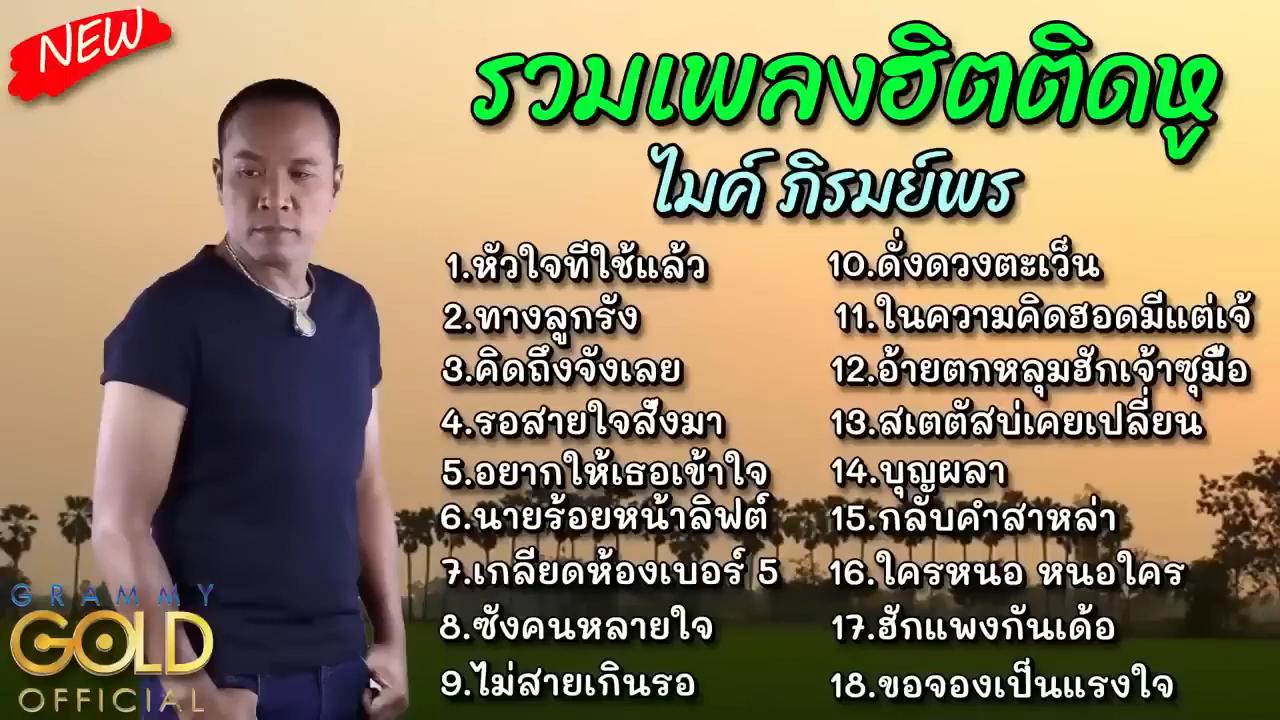 NEW
รวมเพลงฮิตติดหู
ไมค์ ภิรมย์พร
1.หัวใจที่ใช้แล้ว
2.ทางลูกรัง
3.คิดถึงจังเลย
4.รอสายใจสั่งมา
5.อยากให้เธอเข้าใจ
6.นายร้อยหน้าลิฟต์
7.เกลียดห้องเบอร์ 5
8.ซังคนหลายใจ
9.ไม่สายเกินรอ
10.ดั่งดวงตะเว็น
11.ในความคิดฮอดมีแต่เจ้
12.อ้ายตกหลุมฮักเจ้าซุมื้อ
13.สเตตัสบ่เคยเปลี่ยน
14.บุญผลา
15.กลับคำสาหล่า
16.ใครหนอ หนอใคร
17.ฮักแพงกันเด้อ
18.ขอจองเป็นแรงใจ
GRAMMY
GOLD
OFFICIAL